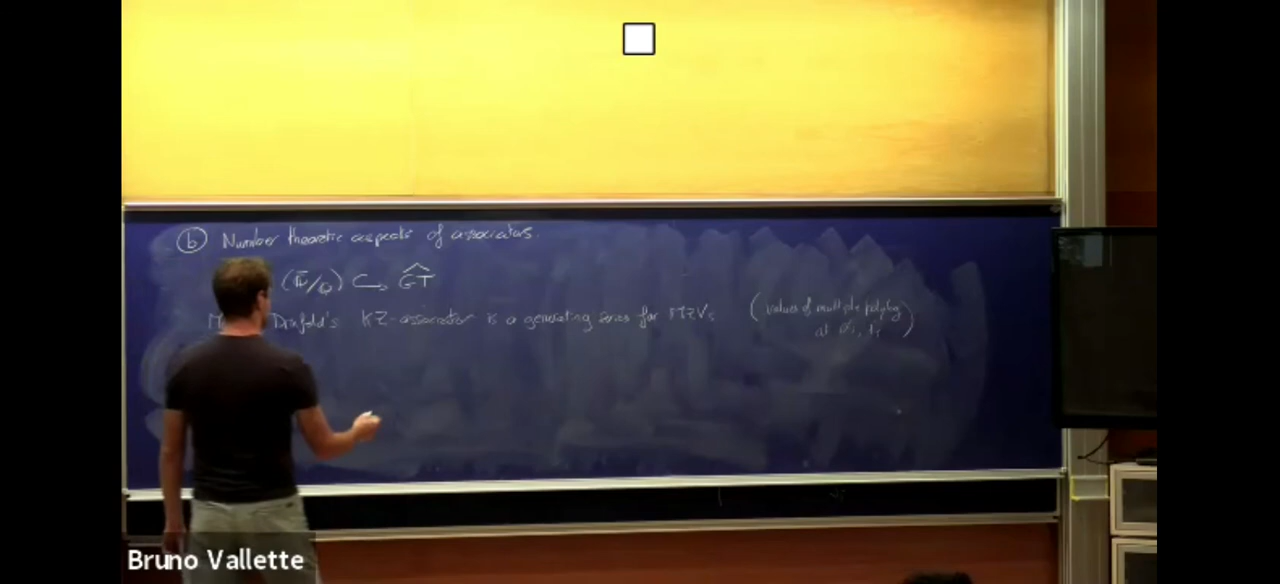 b Number theoretic aspects of associators.
(Q̄/Q) ↪ ĜT
Drinfeld's KZ-associator is a generating series for MZVs (values of multiple polylog
at 0's, 1's)
Bruno Vallette